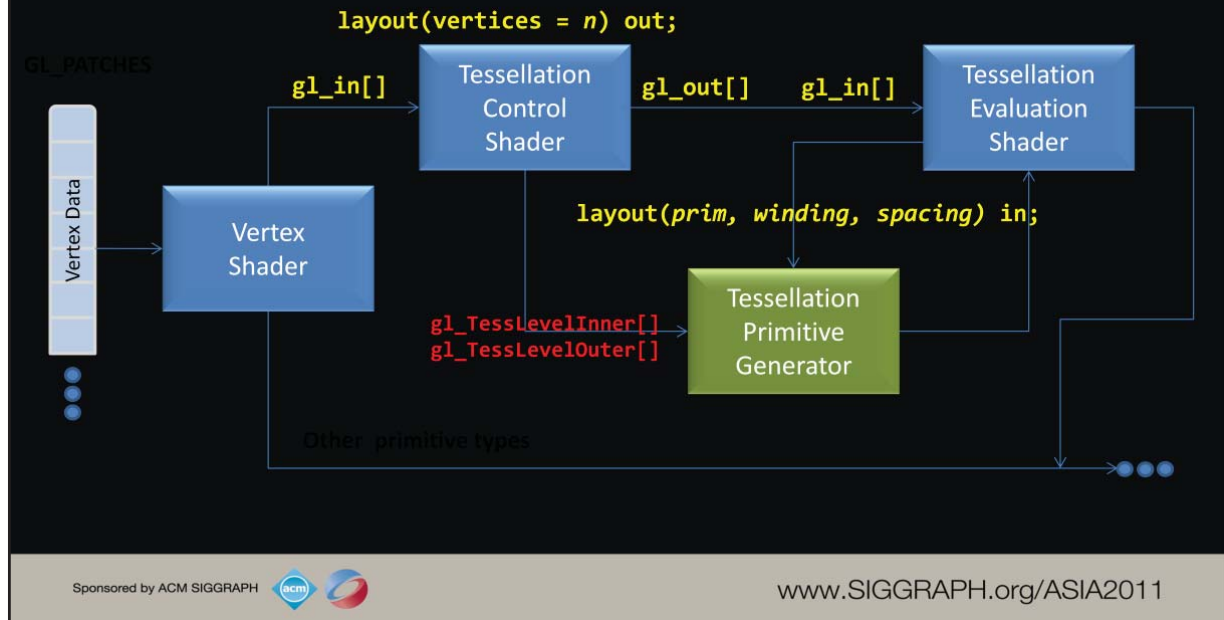 layout(vertices = n) out;
GL_PATCHES
gl_in[]
Tessellation
Control
Shader
gl_out[]
gl_in[]
Tessellation
Evaluation
Shader
Vertex Data
Vertex
Shader
layout(prim, winding, spacing) in;
gl_TessLevelInner[]
gl_TessLevelOuter[]
Tessellation
Primitive
Generator
Other primitive types
Sponsored by ACM SIGGRAPH
acm
www.SIGGRAPH.org/ASIA2011